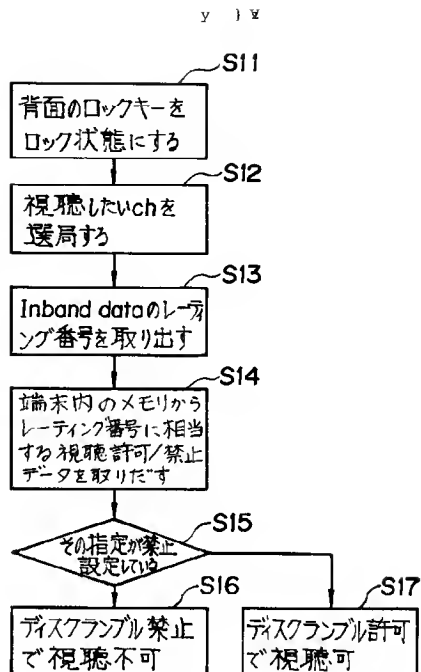 S11
背面のロックキーを
ロック状態にする
S12
視聴したいchを
選局する
S13
Inband dataのレーティ
ング番号を取り出す
S14
端末内のメモリから
レーティング番号に相当
する視聴許可/禁止
データを取りだす
S15
その指定が禁止
設定している
S16
ディスクランブル禁止
で視聴不可
S17
ディスクランブル許可
で視聴可